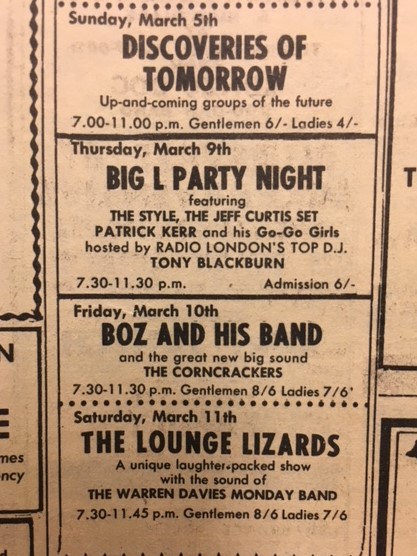 Sunday, March 5th
DISCOVERIES OF
TOMORROW
Up-and-coming groups of the future
7.00-11.00 p.m. Gentlemen 6/- Ladies 4/-
Thursday, March 9th
BIG L PARTY NIGHT
featuring
THE STYLE, THE JEFF CURTIS SET
PATRICK KERR and his Go-Go Girls
hosted by RADIO LONDON'S TOP D.J.
TONY BLACKBURN
7.30-11.30 p.m. Admission 6/-
Friday, March 10th
BOZ AND HIS BAND
and the great new big sound
THE CORNCRACKERS
7.30-11.30 p.m. Gentlemen 8/6 Ladies 7/6
Saturday, March 11th
THE LOUNGE LIZARDS
A unique laughter-packed show
with the sound of
THE WARREN DAVIES MONDAY BAND
7.30-11.45 p.m. Gentlemen 8/6 Ladies 7/6